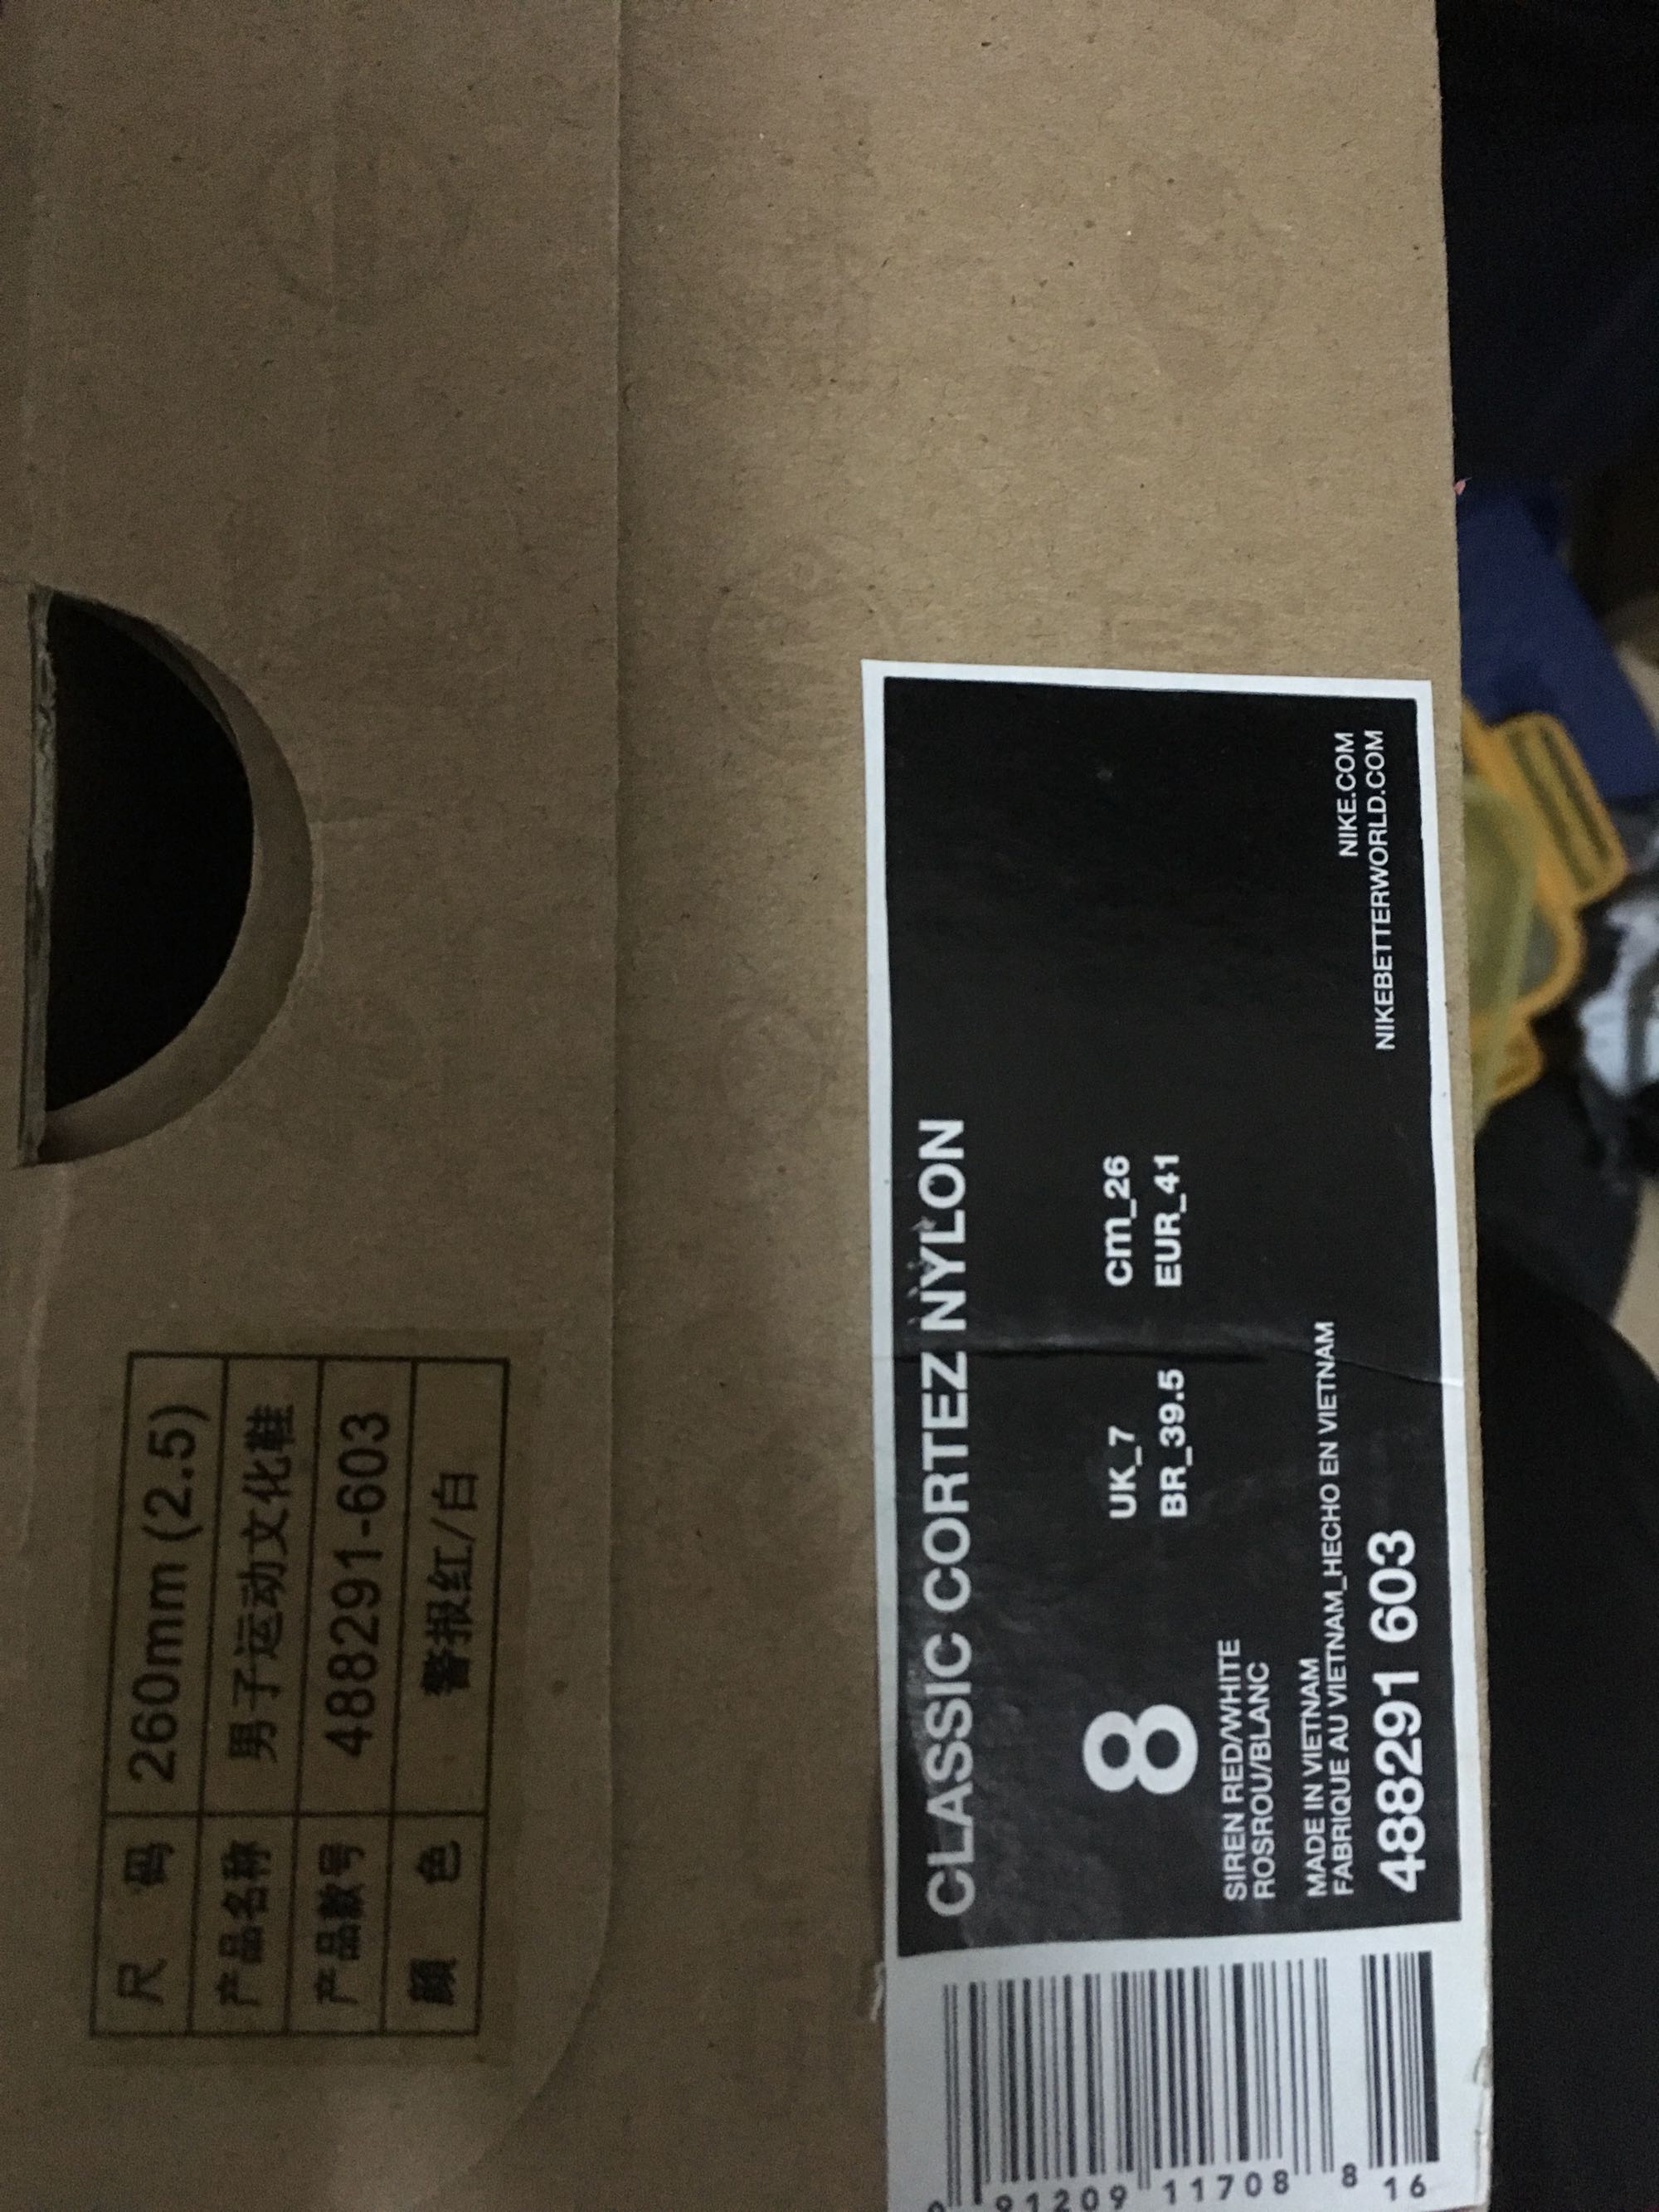 尺 码 260mm (2.5)
产品名称 男子运动文化鞋
产品款号 488291-603
颜 色 警报红/白
CLASSIC CORTEZ NYLON
8 UK_7 Cm_26
BR_39.5 EUR_41
SIREN RED/WHITE
ROSROU/BLANC
MADE IN VIETNAM
FABRIQUE AU VIETNAM_HECHO EN VIETNAM
488291 603
NIKE.COM
NIKEBETTERWORLD.COM
91209 11708 8 16